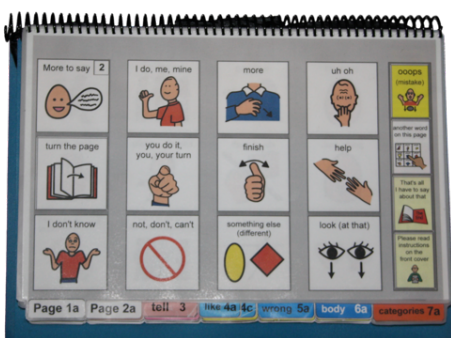 More to say 2
I do, me, mine
more
uh oh
ooops
(mistake)
another word
on this page
turn the page
you do it,
you, your turn
finish
help
That's all
I have to say
about that
I don't know
not, don't, can't
something else
(different)
look (at that)
Please read
instructions
on the
front cover
Page 1a Page 2a tell 3 like 4a 4c wrong 5a body 6a categories 7a